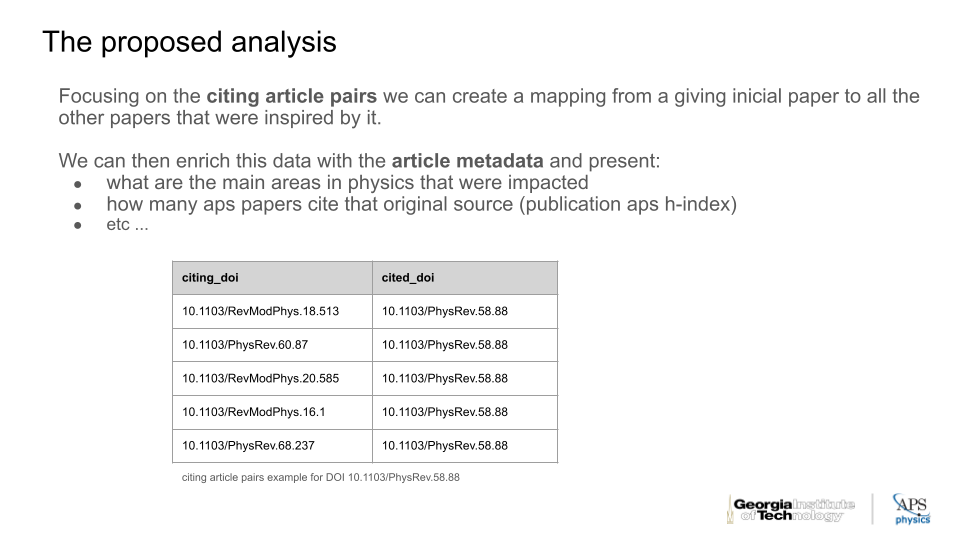 The proposed analysis
Focusing on the citing article pairs we can create a mapping from a giving inicial paper to all the
other papers that were inspired by it.
We can then enrich this data with the article metadata and present:
● what are the main areas in physics that were impacted
● how many aps papers cite that original source (publication aps h-index)
● etc ...
citing_doi cited_doi
10.1103/RevModPhys.18.513 10.1103/PhysRev.58.88
10.1103/PhysRev.60.87 10.1103/PhysRev.58.88
10.1103/RevModPhys.20.585 10.1103/PhysRev.58.88
10.1103/RevModPhys.16.1 10.1103/PhysRev.58.88
10.1103/PhysRev.68.237 10.1103/PhysRev.58.88
citing article pairs example for DOI 10.1103/PhysRev.58.88
Georgia Institute
of Technology
APS
physics